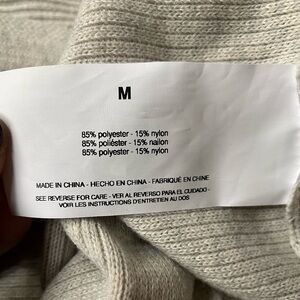 M
85% polyester - 15% nylon
85% poliéster - 15% nailon
85% polyester - 15% nylon
MADE IN CHINA - HECHO EN CHINA - FABRIQUÉ EN CHINE
SEE REVERSE FOR CARE - VER AL REVERSO PARA EL CUIDADO -
VOIR LES INSTRUCTIONS D'ENTRETIEN AU DOS